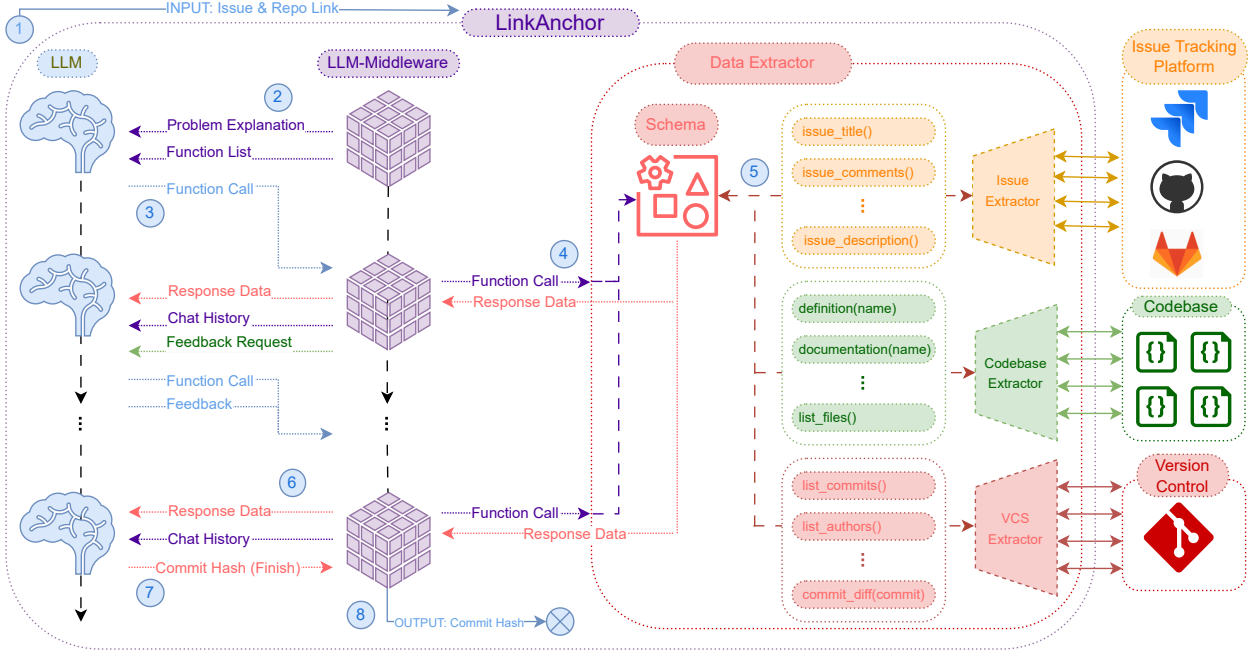 1
INPUT: Issue & Repo Link
LinkAnchor
LLM
LLM-Middleware
Data Extractor
Issue Tracking
Platform
2
Problem Explanation
Function List
Function Call
3
Schema
issue_title()
issue_comments()
issue_description()
5
Issue
Extractor
4
Function Call
Response Data
Response Data
Chat History
Feedback Request
Function Call
Feedback
definition(name)
documentation(name)
list_files()
Codebase
Extractor
Codebase
{}
{}
{}
{}
6
Response Data
Chat History
Commit Hash (Finish)
7
Function Call
Response Data
8
OUTPUT: Commit Hash
list_commits()
list_authors()
commit_diff(commit)
VCS
Extractor
Version
Control